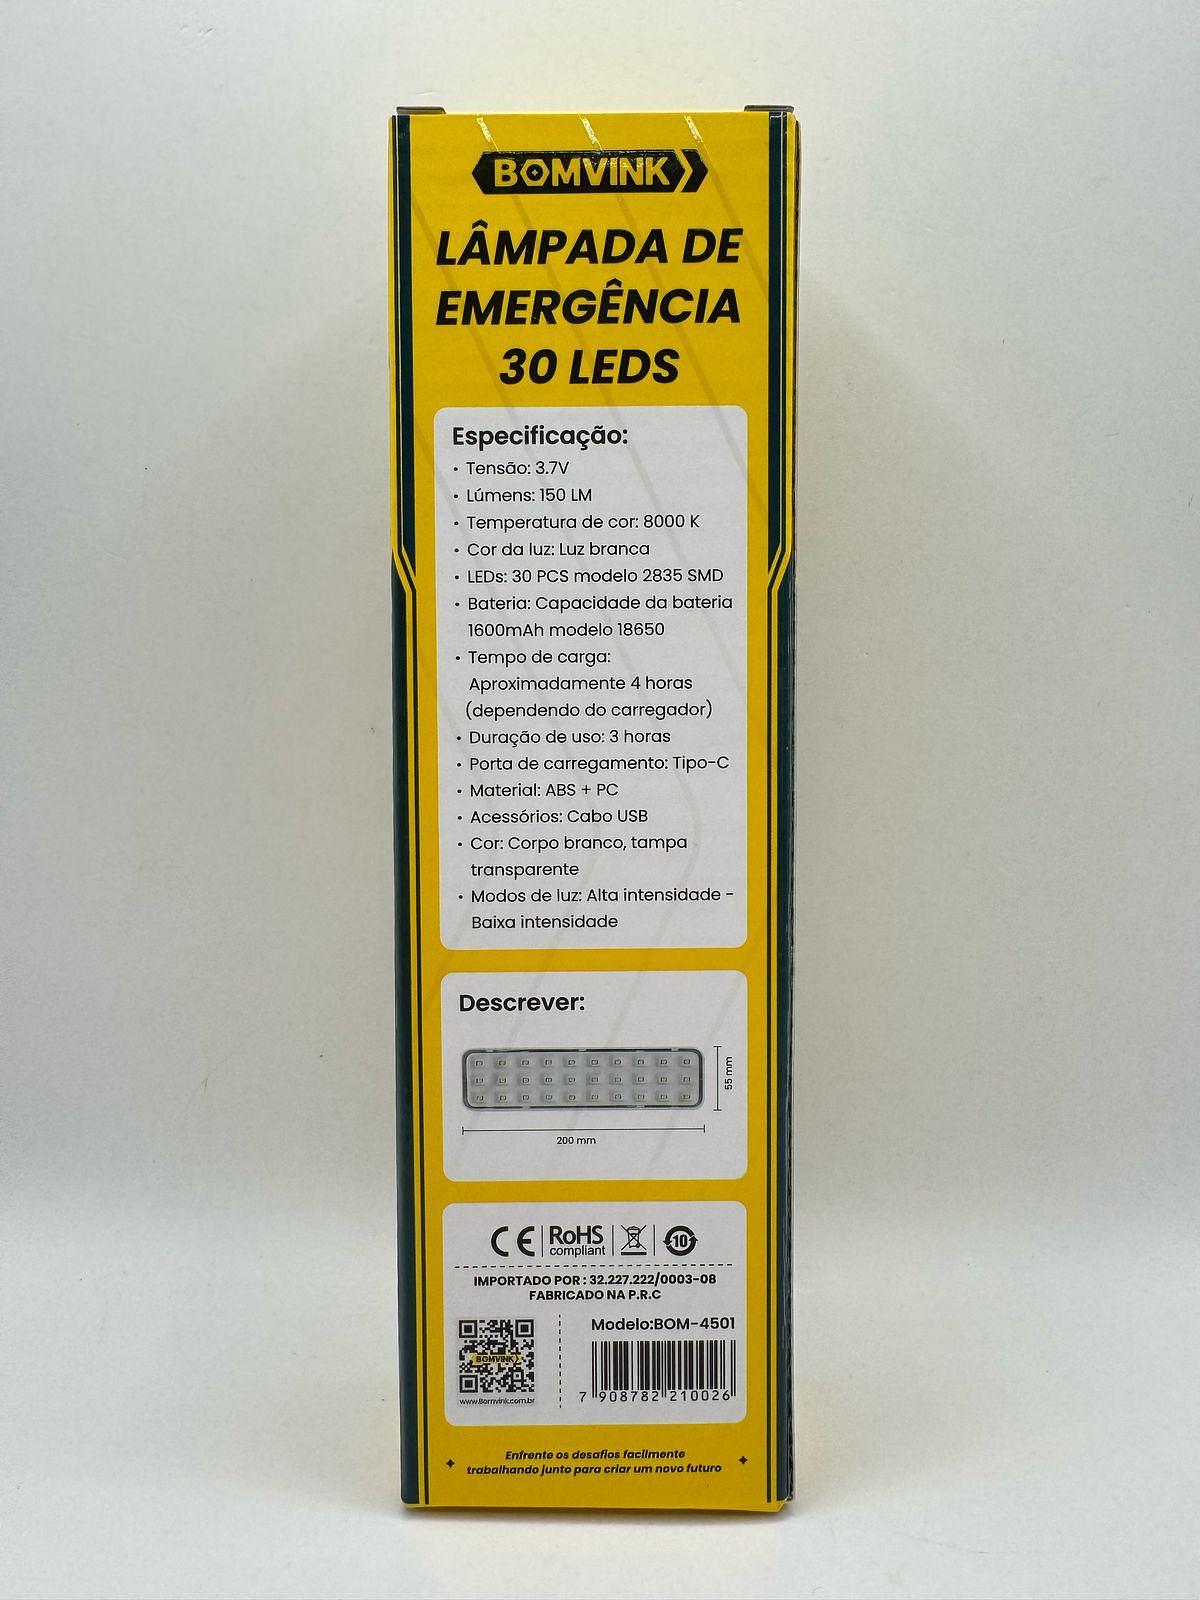 BOMVINK
LÂMPADA DE
EMERGÊNCIA
30 LEDS
Especificação:
• Tensão: 3.7V
• Lúmens: 150 LM
• Temperatura de cor: 8000 K
• Cor da luz: Luz branca
• LEDs: 30 PCS modelo 2835 SMD
• Bateria: Capacidade da bateria
1600mAh modelo 18650
• Tempo de carga:
Aproximadamente 4 horas
(dependendo do carregador)
• Duração de uso: 3 horas
• Porta de carregamento: Tipo-C
• Material: ABS + PC
• Acessórios: Cabo USB
• Cor: Corpo branco, tampa
transparente
• Modos de luz: Alta intensidade -
Baixa intensidade
Descrever:
55 mm
200 mm
CE RoHS
compliant
10
IMPORTADO POR : 32.227.222/0003-08
FABRICADO NA P.R.C
Modelo:BOM-4501
BOMVINK
www.Bomvink.com.br
7 908782 210026
Enfrente os desafios facilmente
trabalhando junto para criar um novo futuro